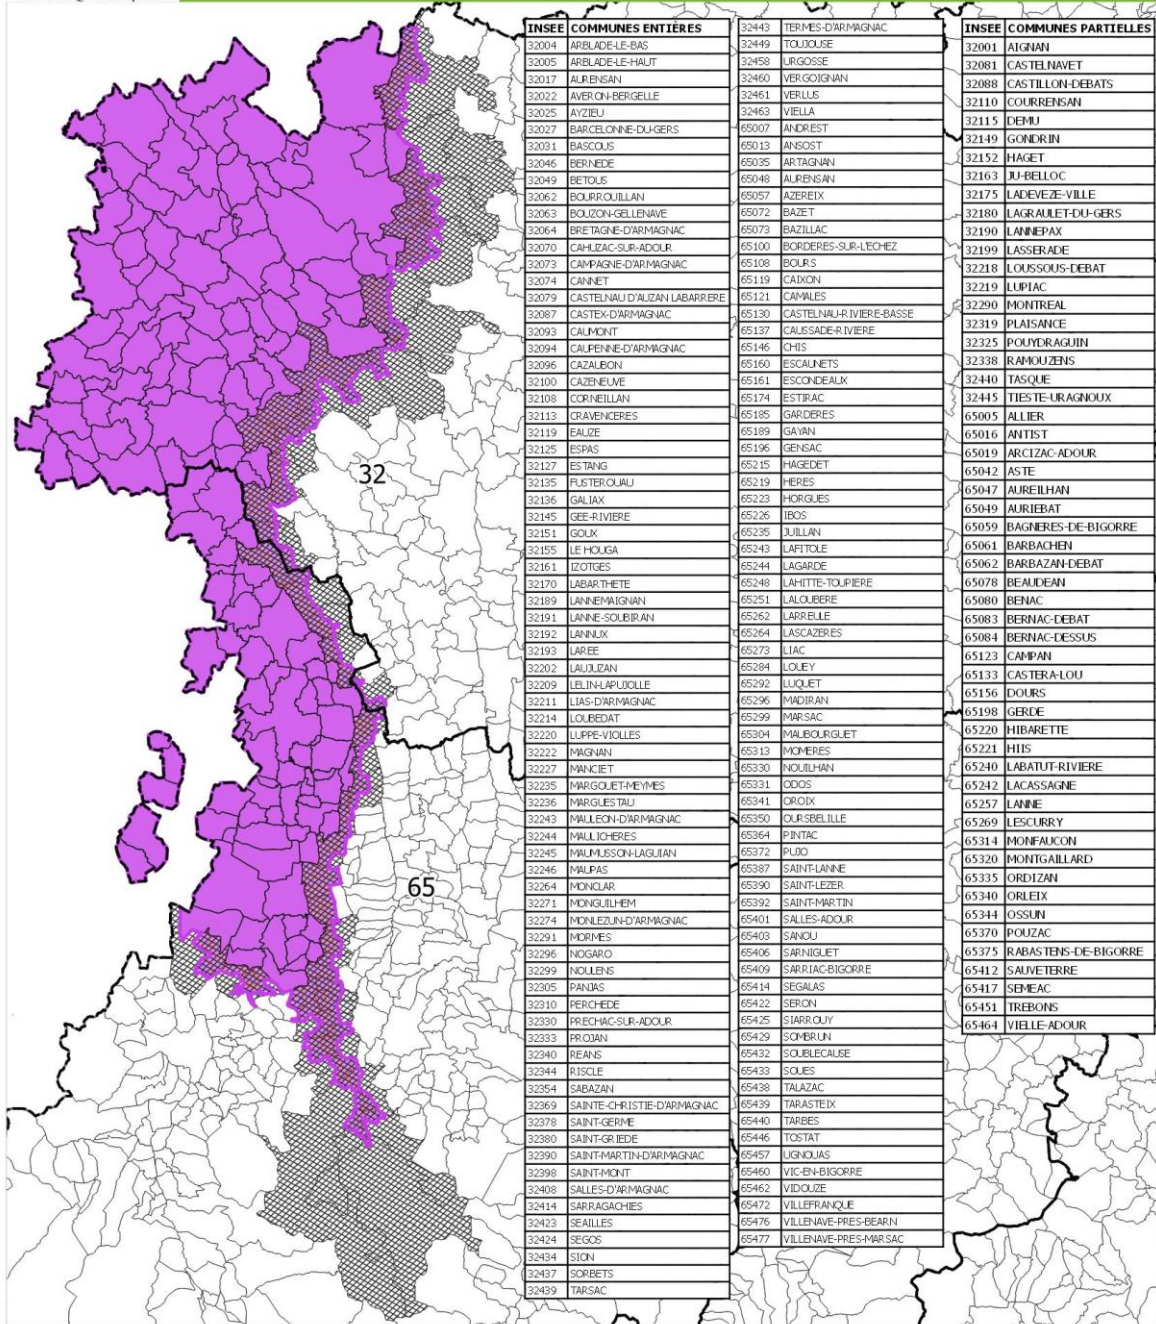 INSEE COMMUNES ENTIÈRES
32004 ARBLADE-LE-BAS
32005 ARBLADE-LE-HAUT
32017 AURENSAN
32022 AVERON-BERGELLE
32025 AYZIEU
32027 BARCELONNE-DU-GERS
32031 BASCOUS
32046 BERNEDE
32049 BETOUS
32062 BOURROUILLAN
32063 BOUZON-GELLENAVE
32064 BRETAGNE-D'ARMAGNAC
32070 CAHUZAC-SUR-ADOUR
32073 CAMPAGNE-D'ARMAGNAC
32074 CANNET
32079 CASTELNAU D'AUZAN LABARRERE
32087 CASTEX-D'ARMAGNAC
32093 CAUMONT
32094 CAUPENNE-D'ARMAGNAC
32096 CAZAUBON
32100 CAZENEUVE
32108 CORNEILLAN
32113 CRAVENCERES
32119 EAUZE
32125 ESPAS
32127 ESTANG
32135 FUSTEROUAU
32136 GALIAX
32145 GEE-RIVIERE
32151 GOUX
32155 LE HOUGA
32161 IZOTGES
32170 LABARTHETE
32189 LANNEMAIGNAN
32191 LANNE-SOUBIRAN
32192 LANNUX
32193 LAREE
32202 LAUJUZAN
32209 LELIN-LAPUJOLLE
32211 LIAS-D'ARMAGNAC
32214 LOUBEDAT
32220 LUPPE-VIOLLES
32222 MAGNAN
32227 MANCIET
32235 MARGOUET-MEYMES
32236 MARGUESTAU
32243 MAULEON-D'ARMAGNAC
32244 MAULICHERES
32245 MAUMUSSON-LAGUIAN
32246 MAUPAS
32264 MONCLAR
32271 MONGUILHEM
32274 MONLEZUN-D'ARMAGNAC
32291 MORMES
32296 NOGARO
32299 NOULENS
32305 PANJAS
32310 PERCHEDE
32330 PRECHAC-SUR-ADOUR
32333 PROJAN
32340 REANS
32344 RISCLE
32354 SABAZAN
32369 SAINTE-CHRISTIE-D'ARMAGNAC
32378 SAINT-GERME
32380 SAINT-GRIEDE
32390 SAINT-MARTIN-D'ARMAGNAC
32398 SAINT-MONT
32408 SALLES-D'ARMAGNAC
32414 SARRAGACHIES
32423 SEAILLES
32424 SEGOS
32434 SION
32437 SORBETS
32439 TARSAC
32443 TERMES-D'ARMAGNAC
32449 TOUJOUSE
32458 URGOSSE
32460 VERGOIGNAN
32461 VERLUS
32463 VIELLA
65007 ANDREST
65013 ANSOST
65035 ARTAGNAN
65048 AURENSAN
65057 AZEREIX
65072 BAZET
65073 BAZILLAC
65100 BORDERES-SUR-L'ECHEZ
65108 BOURS
65119 CAIXON
65121 CAMALES
65130 CASTELNAU-RIVIERE-BASSE
65137 CAUSSADE-RIVIERE
65146 CHIS
65160 ESCAUNETS
65161 ESCONDEAUX
65174 ESTIRAC
65185 GARDERES
65189 GAYAN
65196 GENSAC
65215 HAGEDET
65219 HERES
65223 HORGUES
65226 IBOS
65235 JUILLAN
65243 LAFITOLE
65244 LAGARDE
65248 LAHITTE-TOUPIERE
65251 LALOUBERE
65262 LARREULE
65264 LASCAZERES
65273 LIAC
65284 LOUEY
65292 LUQUET
65296 MADIRAN
65299 MARSAC
65304 MAUBOURGUET
65313 MOMERES
65330 NOUILHAN
65331 ODOS
65341 OROIX
65350 OURSBELILLE
65364 PINTAC
65372 PUJO
65387 SAINT-LANNE
65390 SAINT-LEZER
65392 SAINT-MARTIN
65401 SALLES-ADOUR
65403 SANOU
65406 SARNIGUET
65409 SARRIAC-BIGORRE
65414 SEGALAS
65422 SERON
65425 SIARROUY
65429 SOMBRUN
65432 SOUBLECAUSE
65433 SOUES
65438 TALAZAC
65439 TARASTEIX
65440 TARBES
65446 TOSTAT
65457 UGNOUAS
65460 VIC-EN-BIGORRE
65462 VIDOUZE
65472 VILLEFRANQUE
65476 VILLENAVE-PRES-BEARN
65477 VILLENAVE-PRES-MARSAC
INSEE COMMUNES PARTIELLES
32001 AIGNAN
32081 CASTELNAVET
32088 CASTILLON-DEBATS
32110 COURRENSAN
32115 DEMU
32149 GONDRIN
32152 HAGET
32163 JU-BELLOC
32175 LADEVEZE-VILLE
32180 LAGRAULET-DU-GERS
32190 LANNEPAX
32199 LASSERADE
32218 LOUSSOUS-DEBAT
32219 LUPIAC
32290 MONTREAL
32319 PLAISANCE
32325 POUYDRAGUIN
32338 RAMOUZENS
32440 TASQUE
32445 TIESTE-URAGNOUX
65005 ALLIER
65016 ANTIST
65019 ARCIZAC-ADOUR
65042 ASTE
65047 AUREILHAN
65049 AURIEBAT
65059 BAGNERES-DE-BIGORRE
65061 BARBACHEN
65062 BARBAZAN-DEBAT
65078 BEAUDEAN
65080 BENAC
65083 BERNAC-DEBAT
65084 BERNAC-DESSUS
65123 CAMPAN
65133 CASTERA-LOU
65156 DOURS
65198 GERDE
65220 HIBARETTE
65221 HIIS
65240 LABATUT-RIVIERE
65242 LACASSAGNE
65257 LANNE
65269 LESCURRY
65314 MONFAUCON
65320 MONTGAILLARD
65335 ORDIZAN
65340 ORLEIX
65344 OSSUN
65370 POUZAC
65375 RABASTENS-DE-BIGORRE
65412 SAUVETERRE
65417 SEMEAC
65451 TREBONS
65464 VIELLE-ADOUR
32
65